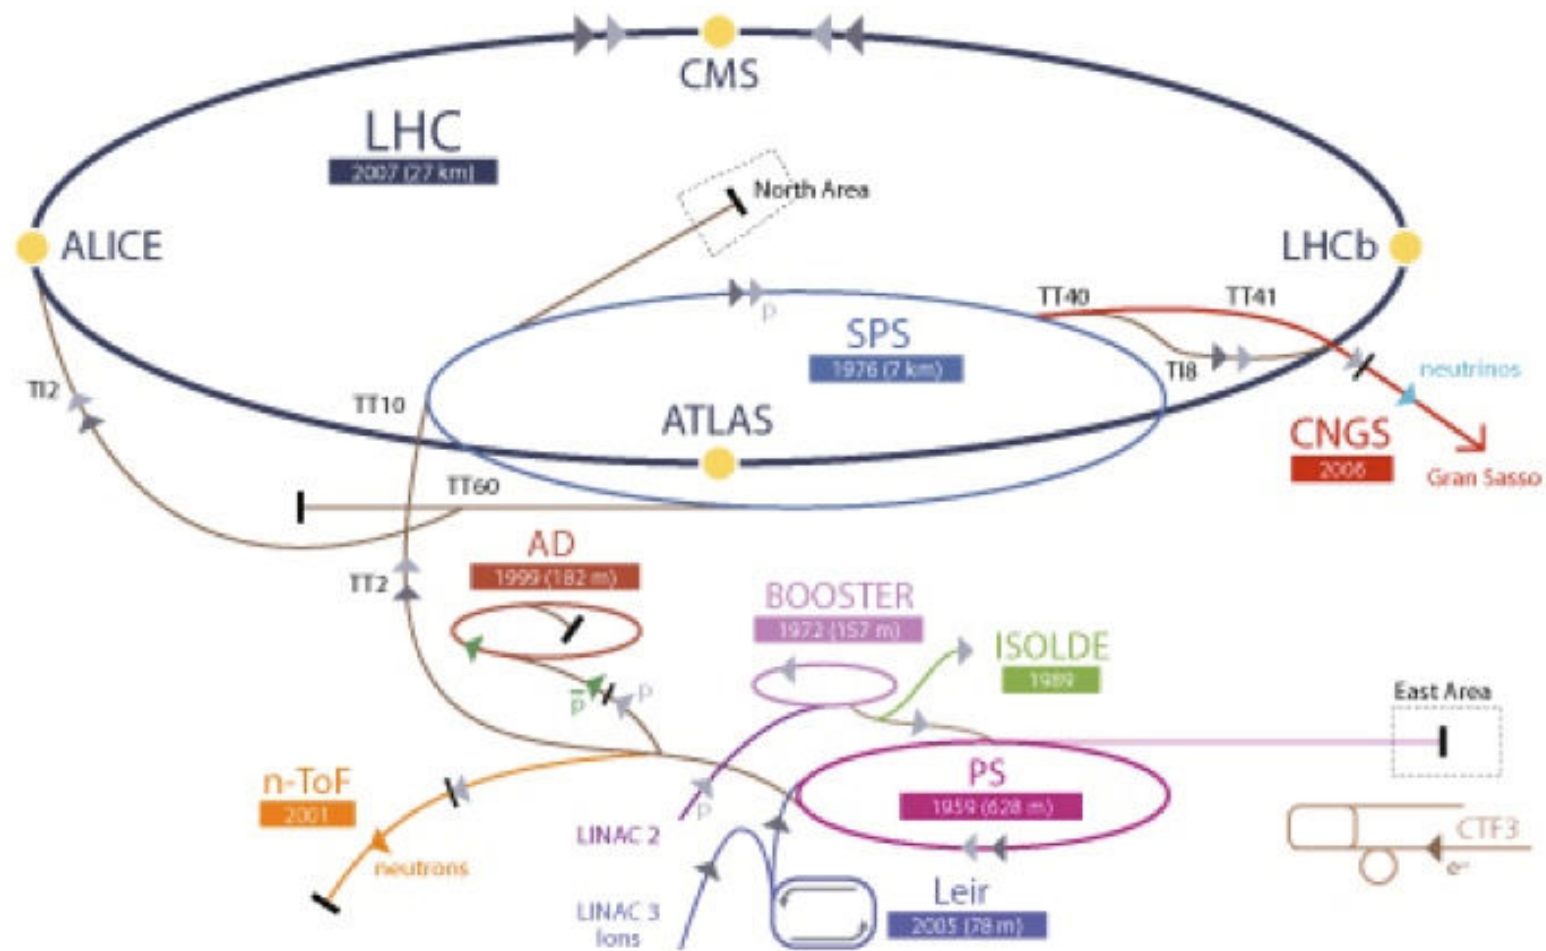 CMS
LHC
2007 (27 km)
North Area
ALICE
LHCb
TT40
TT41
p
SPS
1976 (7 km)
TI8
neutrinos
TI2
TT10
ATLAS
CNGS
2006
Gran Sasso
TT60
AD
1999 (182 m)
TT2
BOOSTER
1972 (157 m)
ISOLDE
1989
p̅
p
East Area
n-ToF
2001
PS
1959 (628 m)
p
LINAC 2
neutrons
CTF3
e-
Leir
2005 (78 m)
LINAC 3
Ions